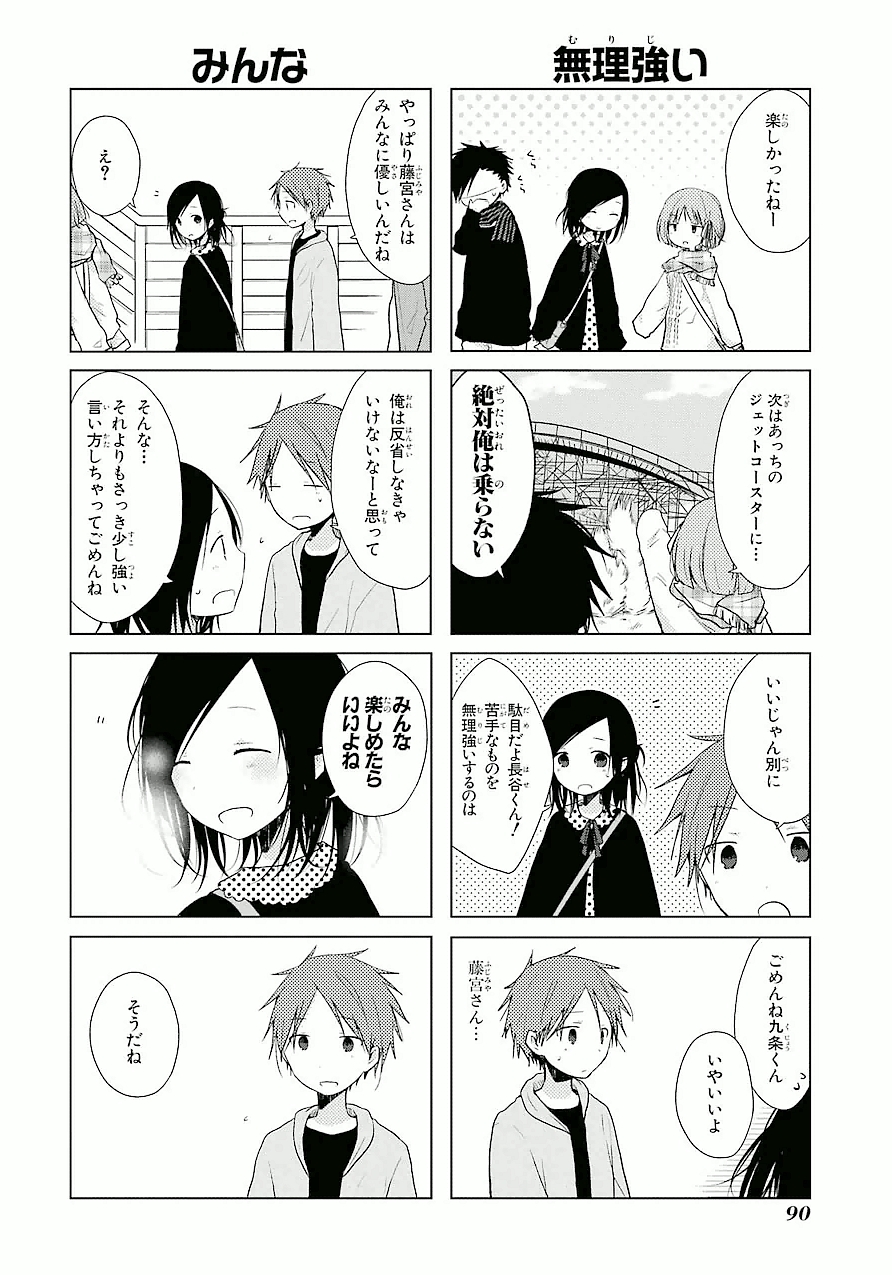 無理強い
楽しかったねー
次はあっちの
ジェットコースターに…
絶対俺は乗らない
いいじゃん別に
駄目だよ長谷くん！
苦手なものを
無理強いするのは
ごめんね九条くん
いやいいよ
藤宮さん…
みんな
やっぱり藤宮さんは
みんなに優しいんだね
え？
俺は反省しなきゃ
いけないなーと思って
そんな…
それよりもさっき少し強い
言い方しちゃってごめんね
みんな
楽しめたら
いいよね
そうだね
90